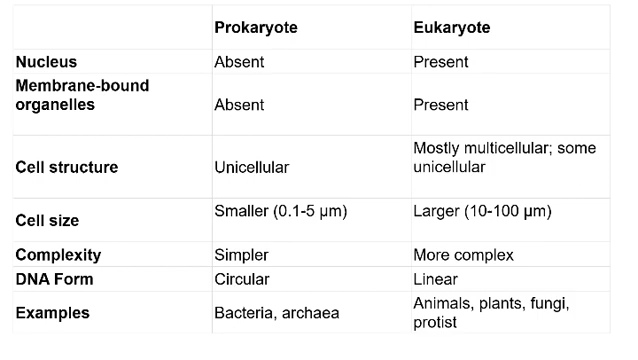 Prokaryote Eukaryote
Nucleus Absent Present
Membrane-bound
organelles Absent Present
Cell structure Unicellular Mostly multicellular; some
unicellular
Cell size Smaller (0.1-5 μm) Larger (10-100 μm)
Complexity Simpler More complex
DNA Form Circular Linear
Examples Bacteria, archaea Animals, plants, fungi,
protist